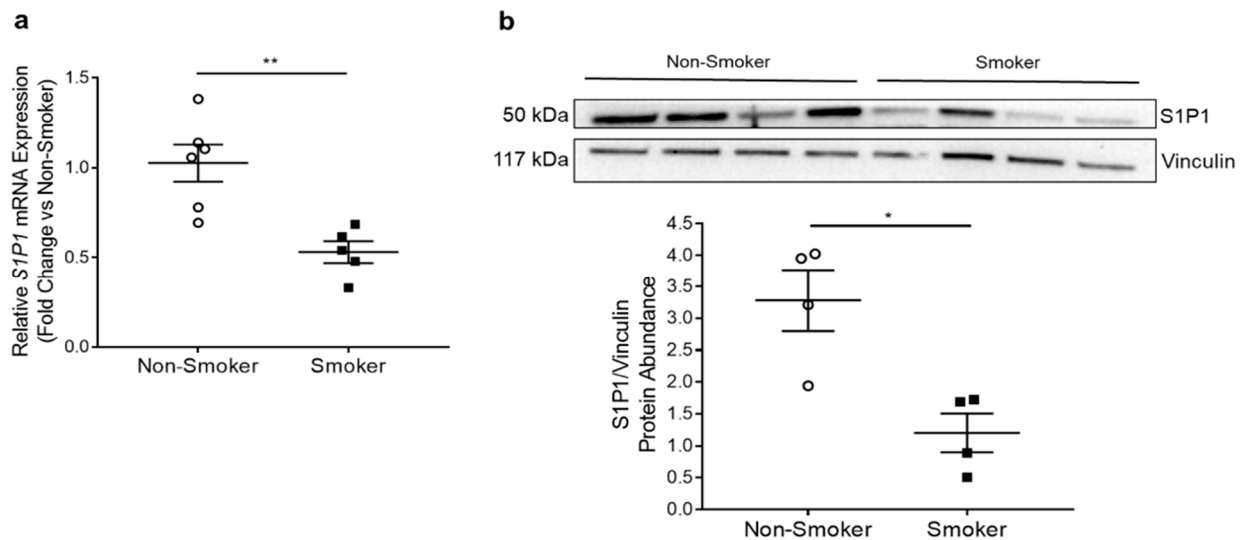 a
Relative S1P1 mRNA Expression
(Fold Change vs Non-Smoker)
1.5
1.0
0.5
0.0
**
Non-Smoker
Smoker
b
Non-Smoker
Smoker
50 kDa
S1P1
117 kDa
Vinculin
S1P1/Vinculin
Protein Abundance
4.5
4.0
3.5
3.0
2.5
2.0
1.5
1.0
0.5
0.0
*
Non-Smoker
Smoker